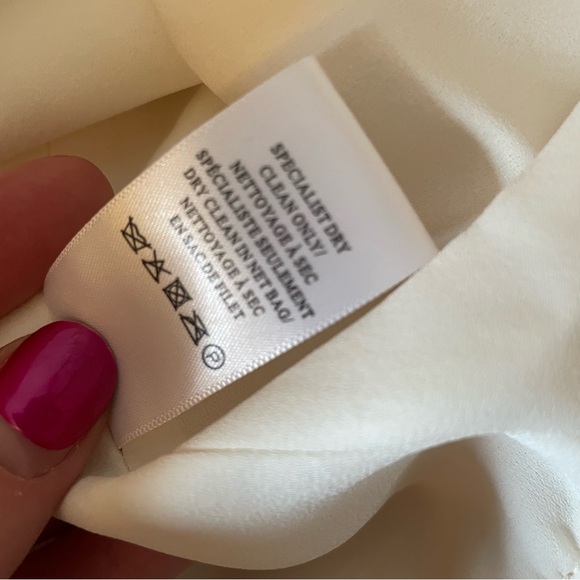 SPECIALIST DRY
CLEAN ONLY/
NETTOYAGE À SEC
SPÉCIALISTE SEULEMENT
DRY CLEAN IN NET BAG/
NETTOYAGE À SEC
EN SAC DE FILET
P